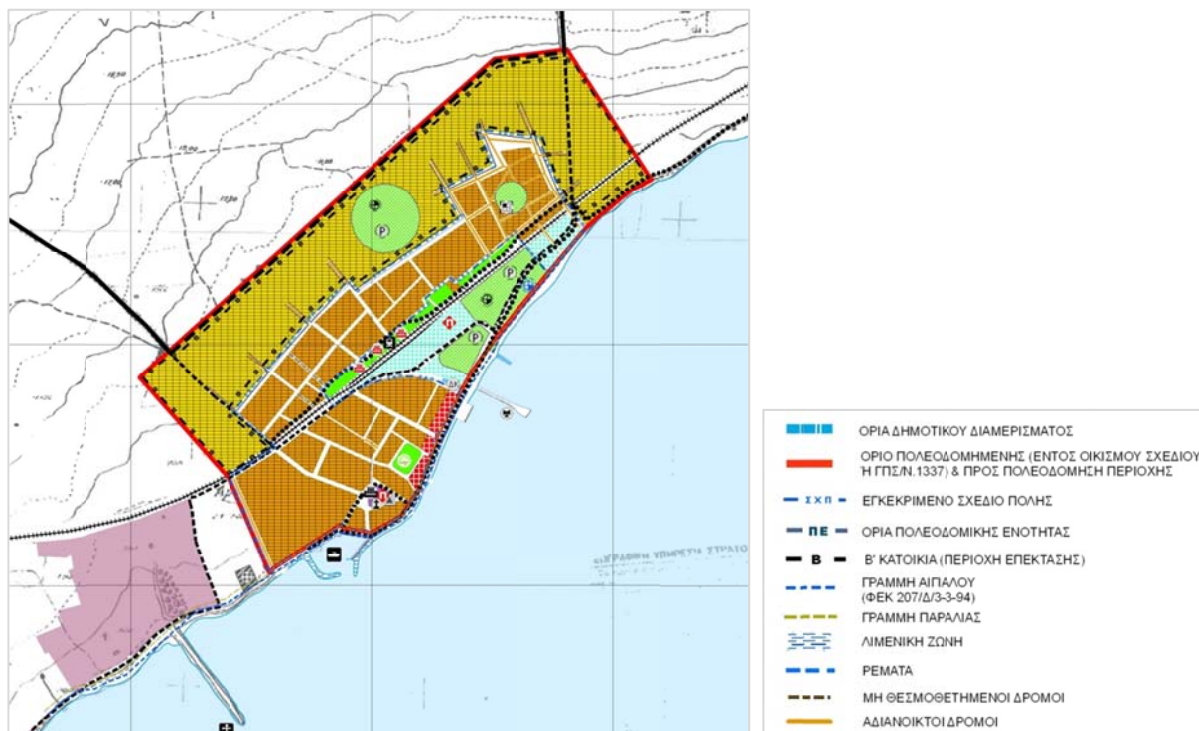 ΟΡΙΑ ΔΗΜΟΤΙΚΟΥ ΔΙΑΜΕΡΙΣΜΑΤΟΣ
ΟΡΙΟ ΠΟΛΕΟΔΟΜΗΜΕΝΗΣ (ΕΝΤΟΣ ΟΙΚΙΣΜΟΥ ΣΧΕΔΙΟΥ
Ή ΓΠΣ/Ν.1337) & ΠΡΟΣ ΠΟΛΕΟΔΟΜΗΣΗ ΠΕΡΙΟΧΗΣ
ΣΧΠ ΕΓΚΕΚΡΙΜΕΝΟ ΣΧΕΔΙΟ ΠΟΛΗΣ
ΠΕ ΟΡΙΑ ΠΟΛΕΟΔΟΜΙΚΗΣ ΕΝΟΤΗΤΑΣ
Β Β' ΚΑΤΟΙΚΙΑ (ΠΕΡΙΟΧΗ ΕΠΕΚΤΑΣΗΣ)
ΓΡΑΜΜΗ ΑΙΓΙΑΛΟΥ
(ΦΕΚ 207/Δ/3-3-94)
ΓΡΑΜΜΗ ΠΑΡΑΛΙΑΣ
ΛΙΜΕΝΙΚΗ ΖΩΝΗ
ΡΕΜΑΤΑ
ΜΗ ΘΕΣΜΟΘΕΤΗΜΕΝΟΙ ΔΡΟΜΟΙ
ΑΔΙΑΝΟΙΚΤΟΙ ΔΡΟΜΟΙ
P
P
P